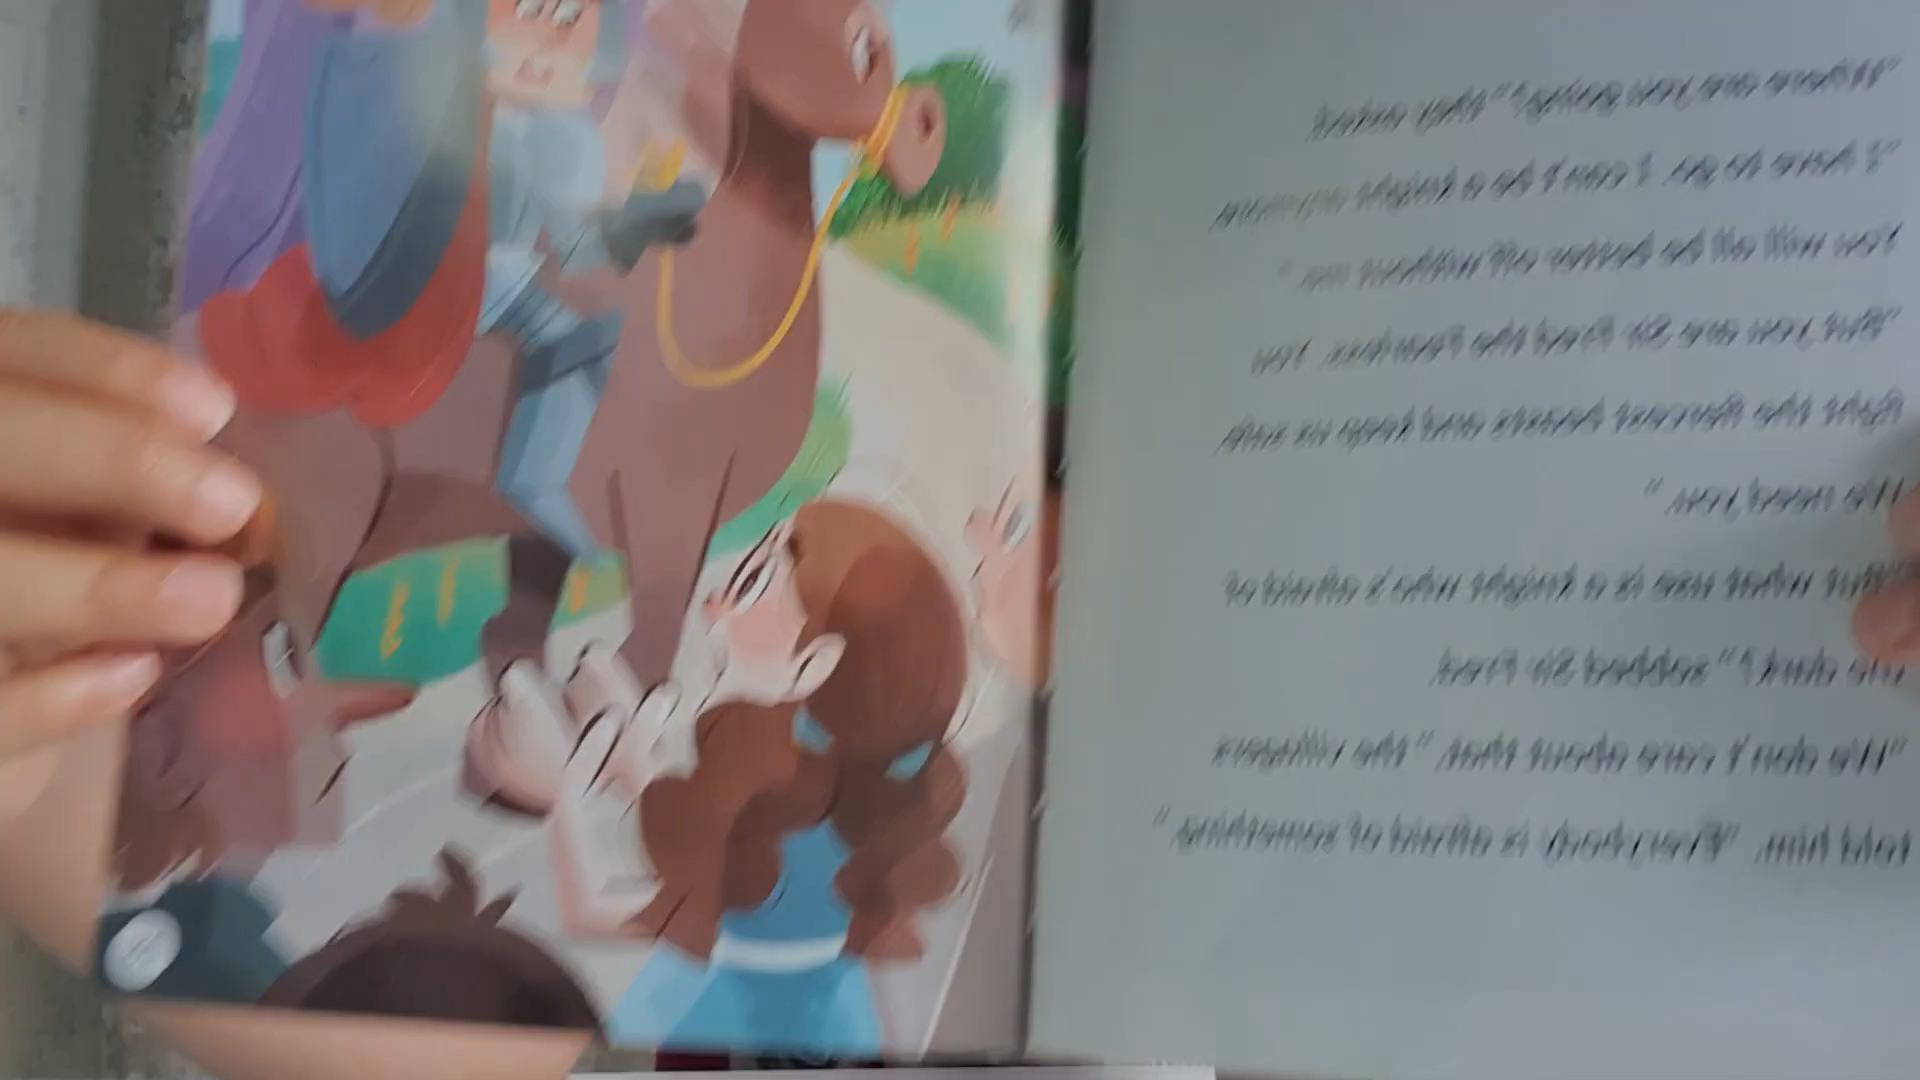 "Where are you going?" they asked.
"I have to go. I can't be a knight anymore.
You will all be better off without me."
"But, you are Sir Fred the Fearless. You
fight the fiercest beasts and keep us safe.
We need you."
"But what use is a knight who's afraid of
the dark?" sobbed Sir Fred.
"We don't care about that," the villagers
told him. "Everybody is afraid of something."